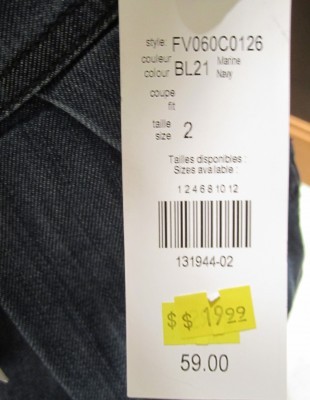 style: FV060C0126
couleur
colour BL21 Marine
Navy
coupe
fit
taille
size 2
Tailles disponibles
Sizes available :
1 2 4 6 8 10 12
131944-02
$ $ 19.99
59.00